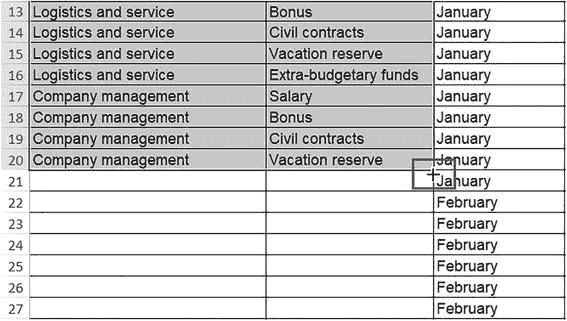 13 Logistics and service Bonus January
14 Logistics and service Civil contracts January
15 Logistics and service Vacation reserve January
16 Logistics and service Extra-budgetary funds January
17 Company management Salary January
18 Company management Bonus January
19 Company management Civil contracts January
20 Company management Vacation reserve January
21 January
22 February
23 February
24 February
25 February
26 February
27 February